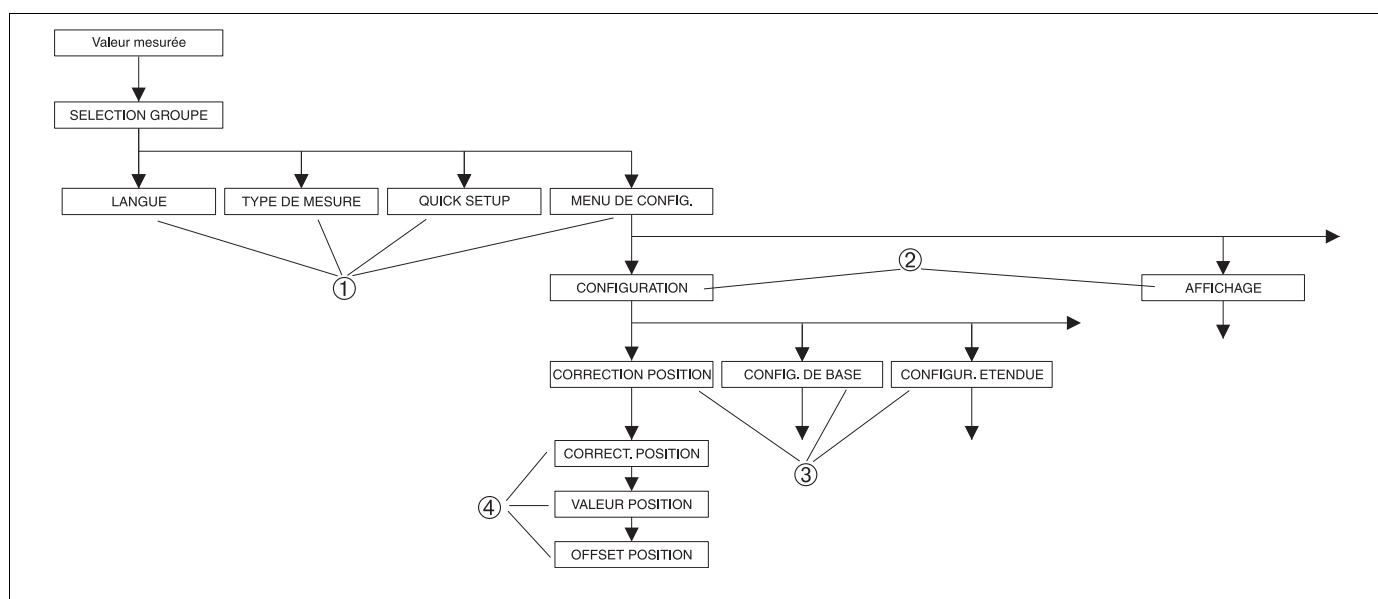 Valeur mesurée
SELECTION GROUPE
LANGUE
TYPE DE MESURE
QUICK SETUP
MENU DE CONFIG.
①
②
CONFIGURATION
AFFICHAGE
CORRECTION POSITION
CONFIG. DE BASE
CONFIGUR. ETENDUE
③
CORRECT. POSITION
④
VALEUR POSITION
OFFSET POSITION